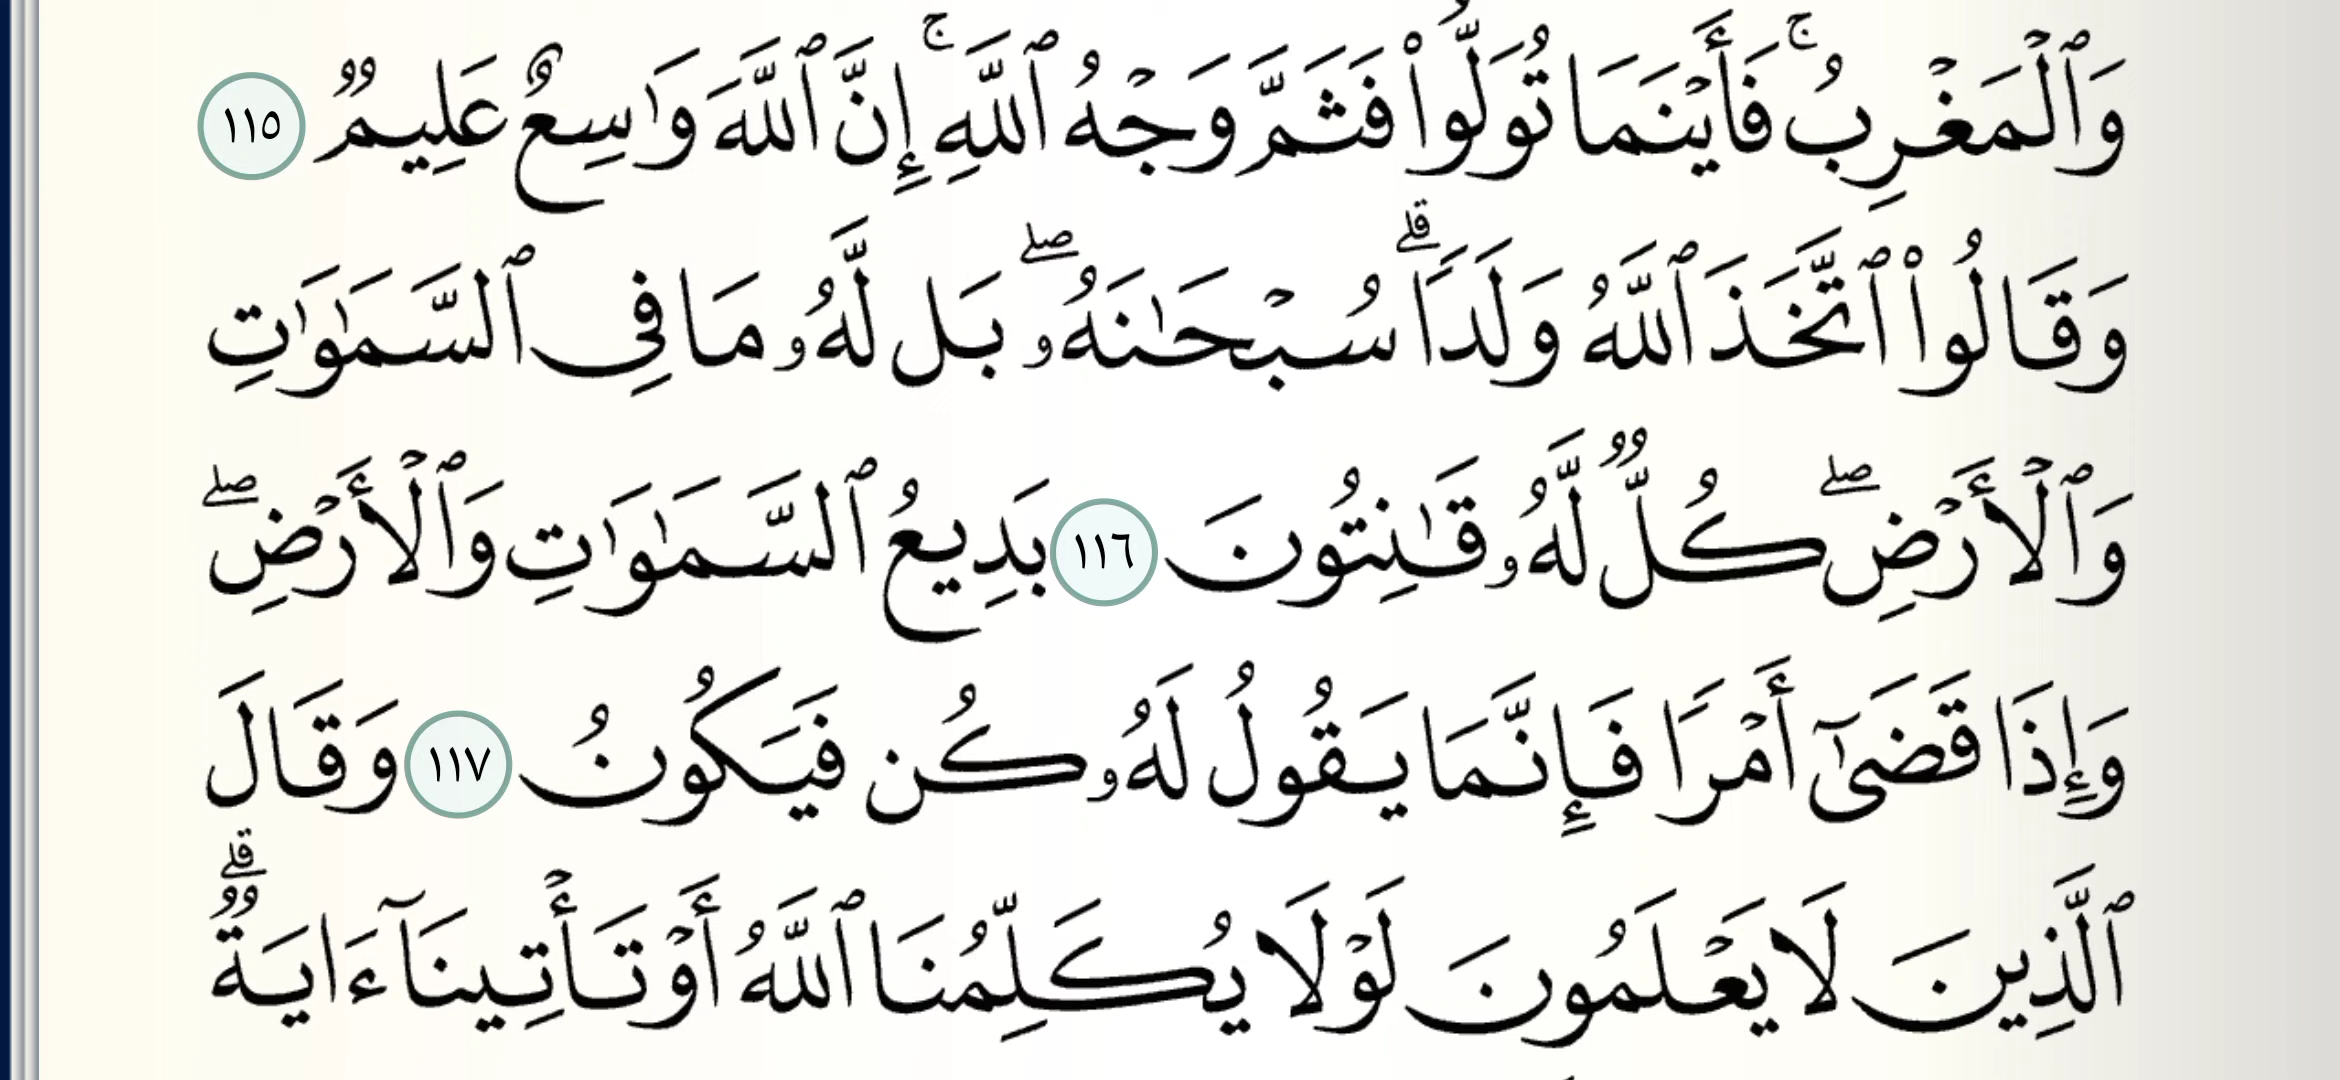 وَٱلۡمَغۡرِبُۚ فَأَيۡنَمَا تُوَلُّواْ فَثَمَّ وَجۡهُ ٱللَّهِۚ إِنَّ ٱللَّهَ وَٰسِعٌ عَلِيمٞ ١١٥
وَقَالُواْ ٱتَّخَذَ ٱللَّهُ وَلَدٗاۗ سُبۡحَٰنَهُۥۖ بَل لَّهُۥ مَا فِي ٱلسَّمَٰوَٰتِ
وَٱلۡأَرۡضِۖ كُلّٞ لَّهُۥ قَٰنِتُونَ ١١٦ بَدِيعُ ٱلسَّمَٰوَٰتِ وَٱلۡأَرۡضِۖ
وَإِذَا قَضَىٰٓ أَمۡرٗا فَإِنَّمَا يَقُولُ لَهُۥ كُن فَيَكُونُ ١١٧ وَقَالَ
ٱلَّذِينَ لَا يَعۡلَمُونَ لَوۡلَا يُكَلِّمُنَا ٱللَّهُ أَوۡ تَأۡتِينَآ ءَايَةٞۗ